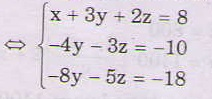 x + 3y + 2z = 8
⇔ { -4y - 3z = -10
-8y - 5z = -18